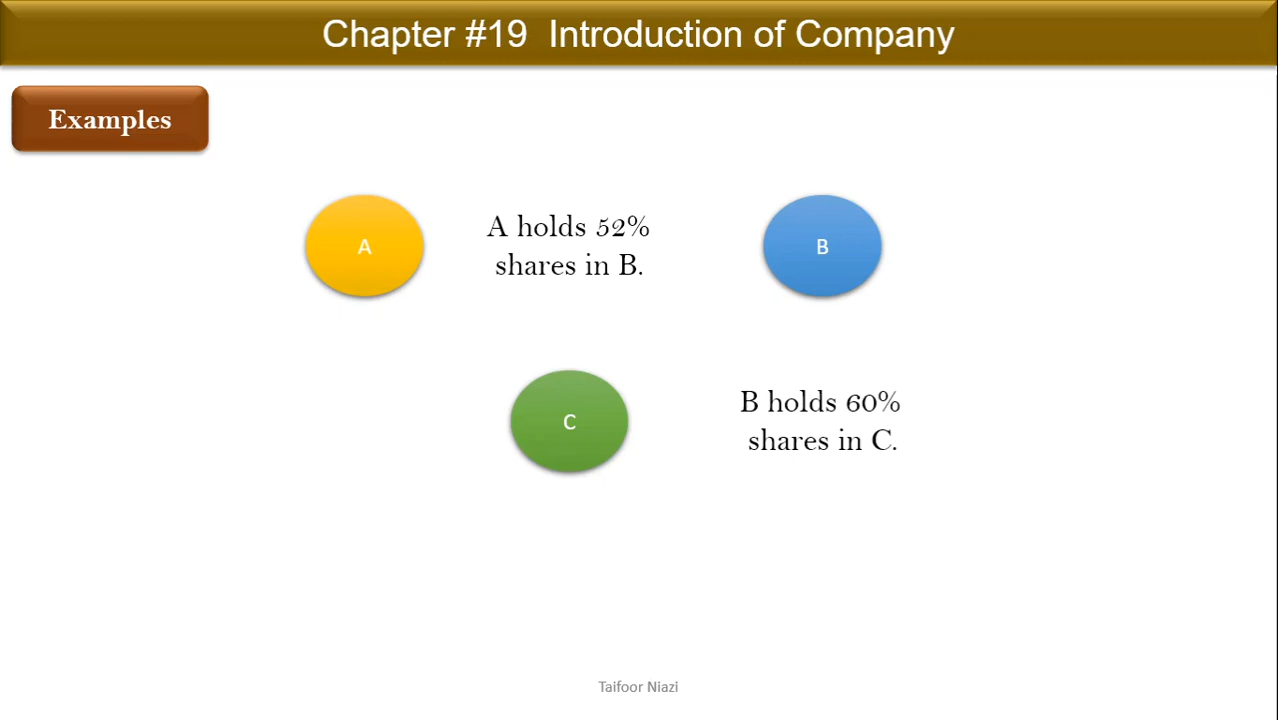 Chapter #19  Introduction of Company
Examples
A
A holds 52%
shares in B.
B
C
B holds 60%
shares in C.
Taifoor Niazi